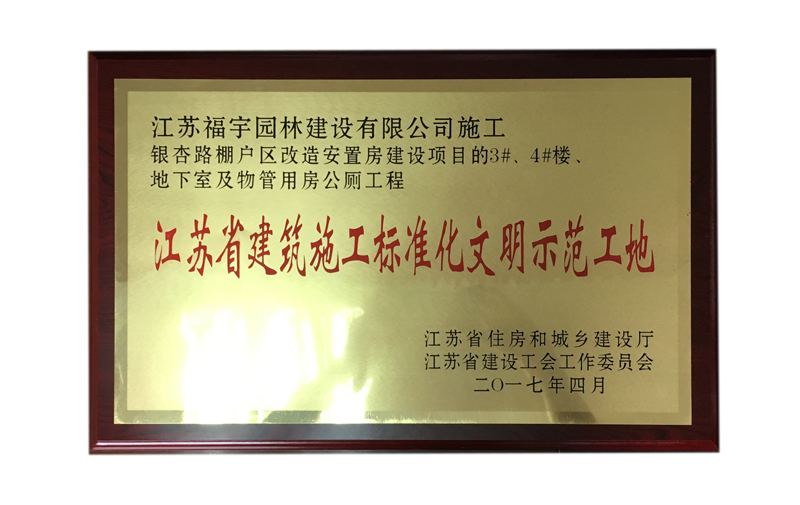 江苏福宇园林建设有限公司施工
银杏路棚户区改造安置房建设项目的3#、4#楼、
地下室及物管用房公厕工程
江苏省建筑施工标准化文明示范工地
江苏省住房和城乡建设厅
江苏省建设工会工作委员会
二〇一七年四月